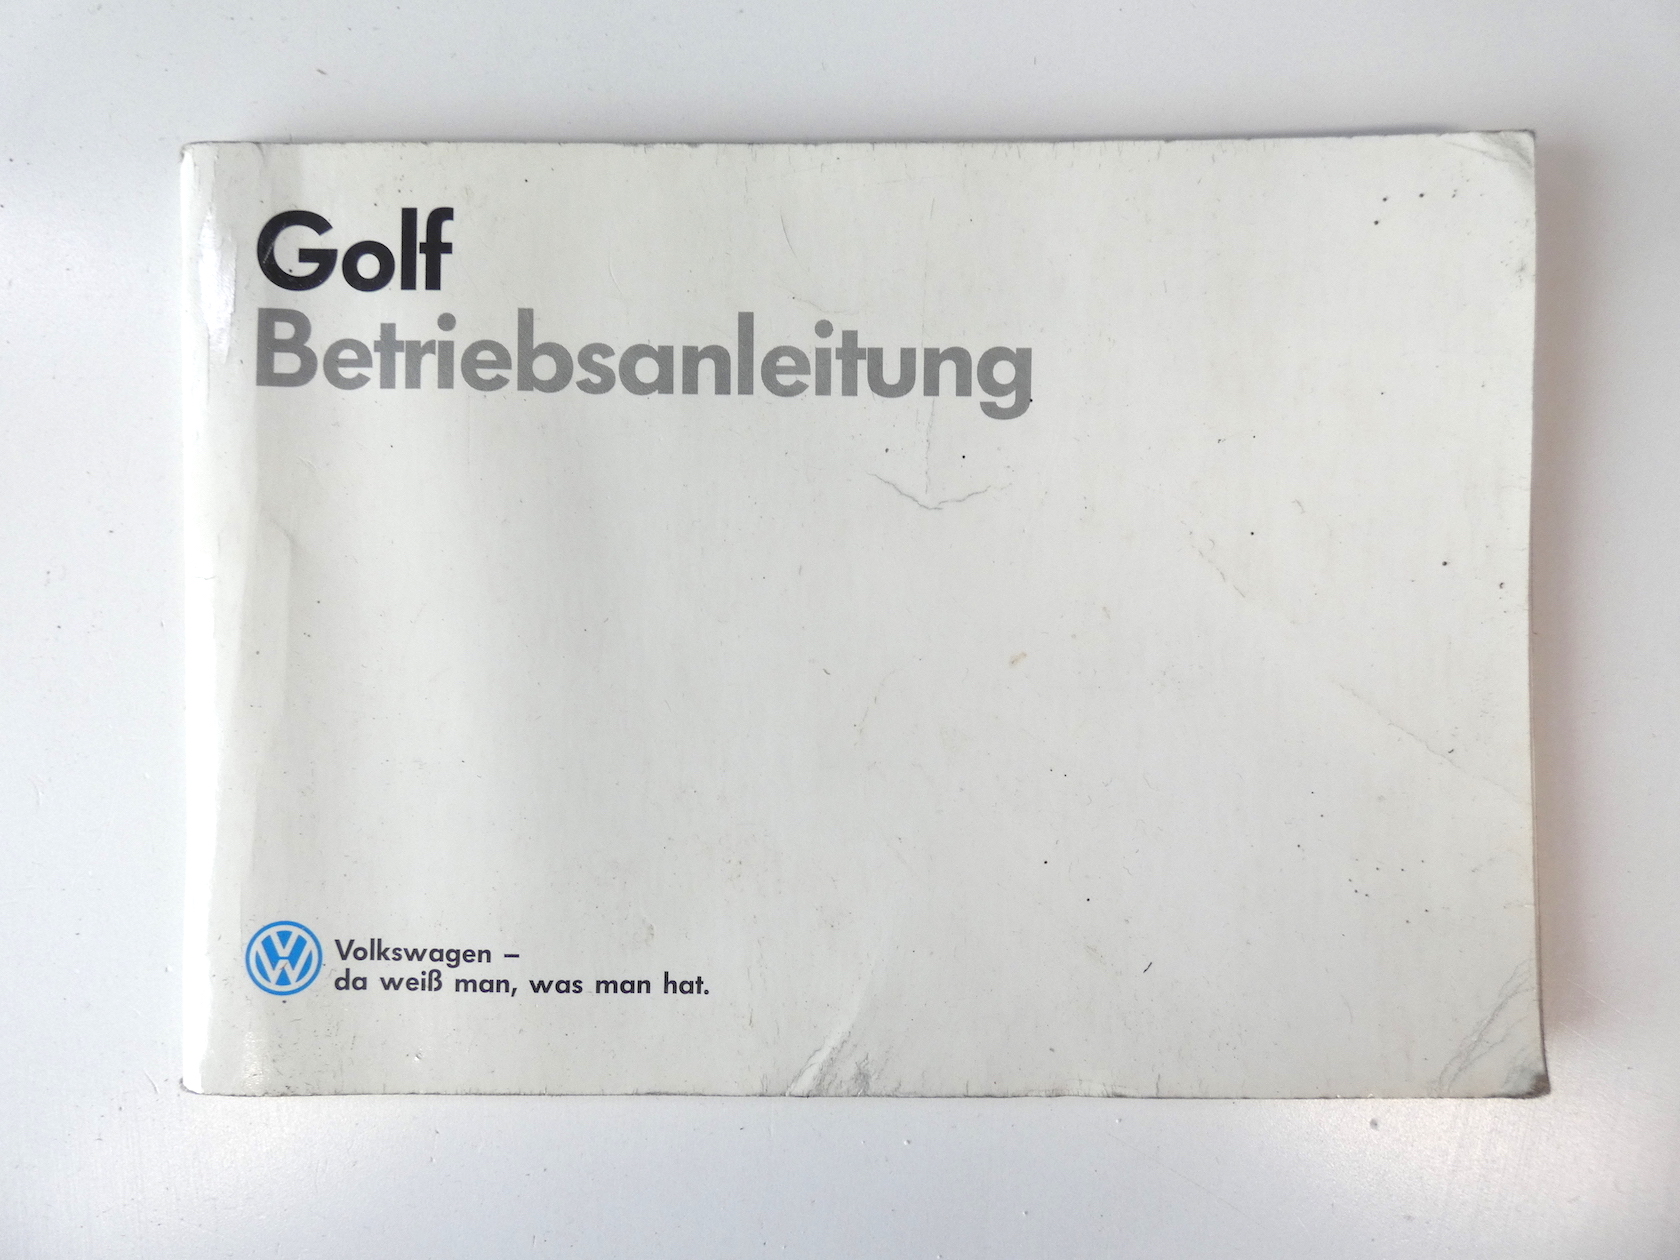 Golf
Betriebsanleitung
Volkswagen –
da weiß man, was man hat.